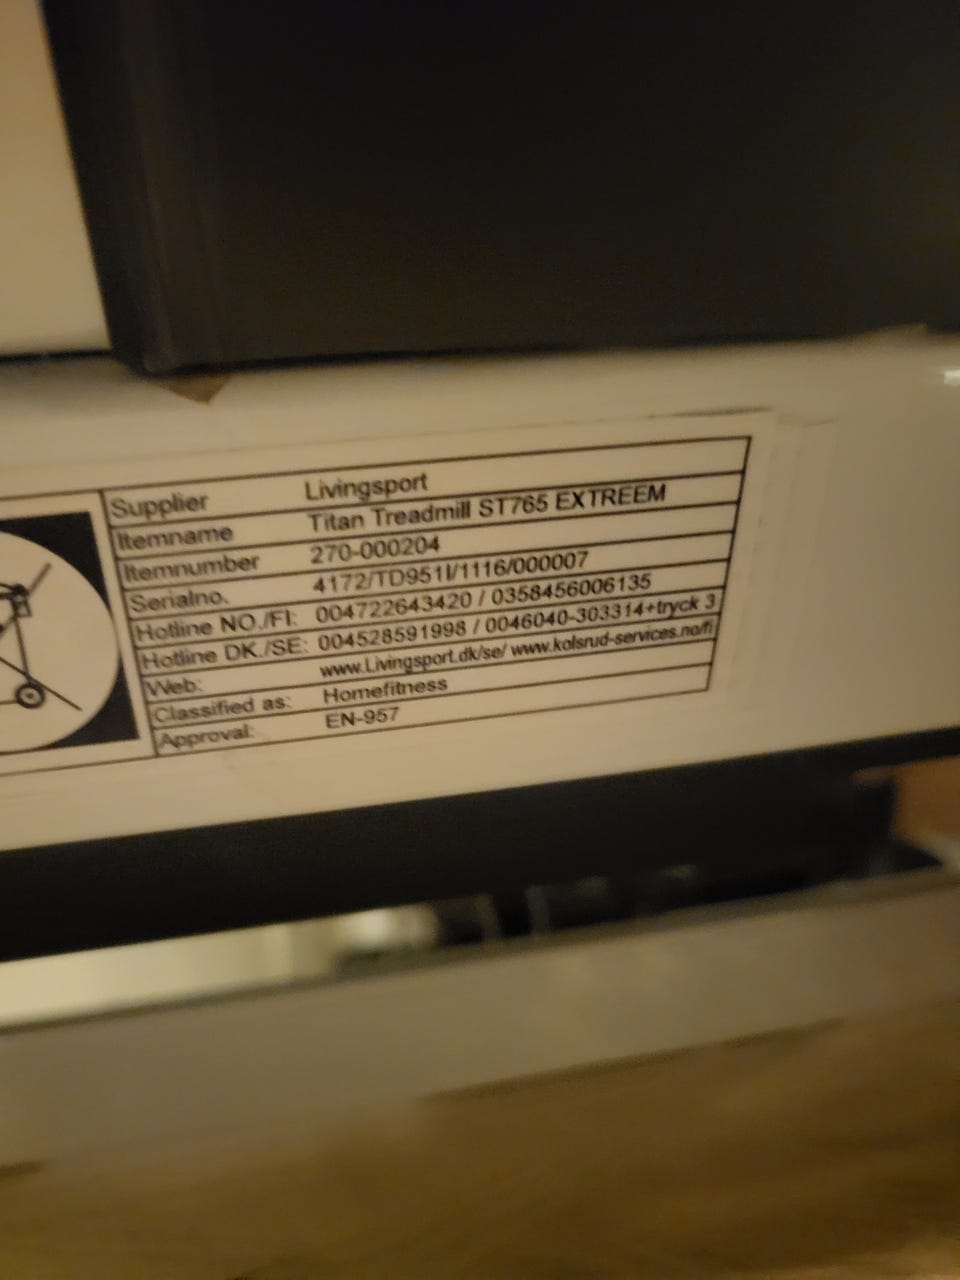 Supplier Livingsport
Itemname Titan Treadmill ST765 EXTREEM
Itemnumber 270-000204
Serialno. 4172/TD951I/1116/000007
Hotline NO./FI: 004722643420 / 0358456006135
Hotline DK./SE: 004528591998 / 0046040-303314+tryck 3
Web: www.Livingsport.dk/se/ www.kolsrud-services.no/fi
Classified as: Homefitness
Approval: EN-957